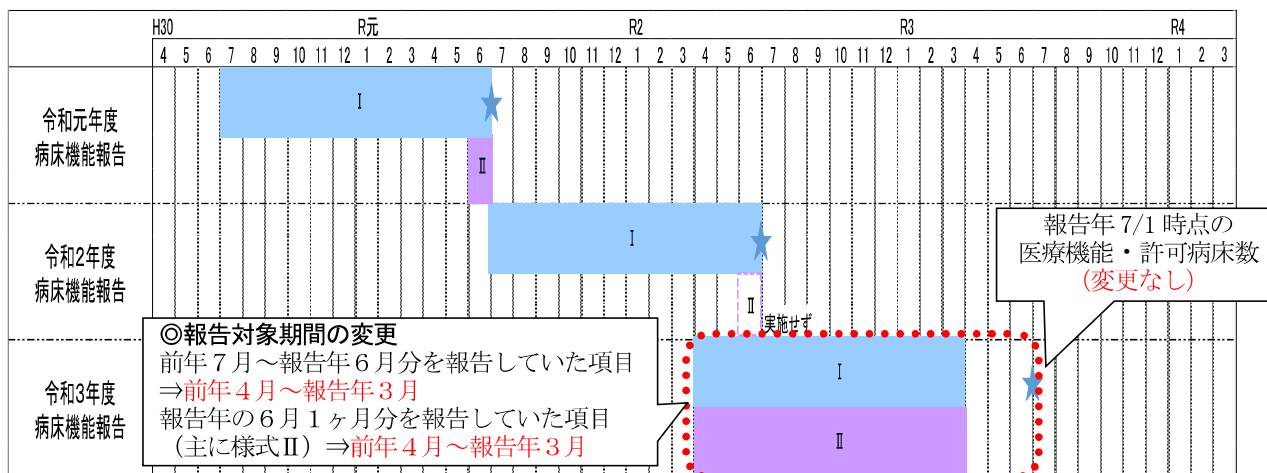 H30 R元 R2 R3 R4
4 5 6 7 8 9 10 11 12 1 2 3 4 5 6 7 8 9 10 11 12 1 2 3 4 5 6 7 8 9 10 11 12 1 2 3 4 5 6 7 8 9 10 11 12 1 2 3
令和元年度
病床機能報告
Ⅰ
Ⅱ
令和2年度
病床機能報告
Ⅰ
Ⅱ
実施せず
報告年 7/1 時点の
医療機能・許可病床数
(変更なし)
◎報告対象期間の変更
前年７月～報告年６月分を報告していた項目
⇒前年４月～報告年３月
報告年の６月１ヶ月分を報告していた項目
（主に様式Ⅱ）⇒前年４月～報告年３月
令和3年度
病床機能報告
Ⅰ
Ⅱ